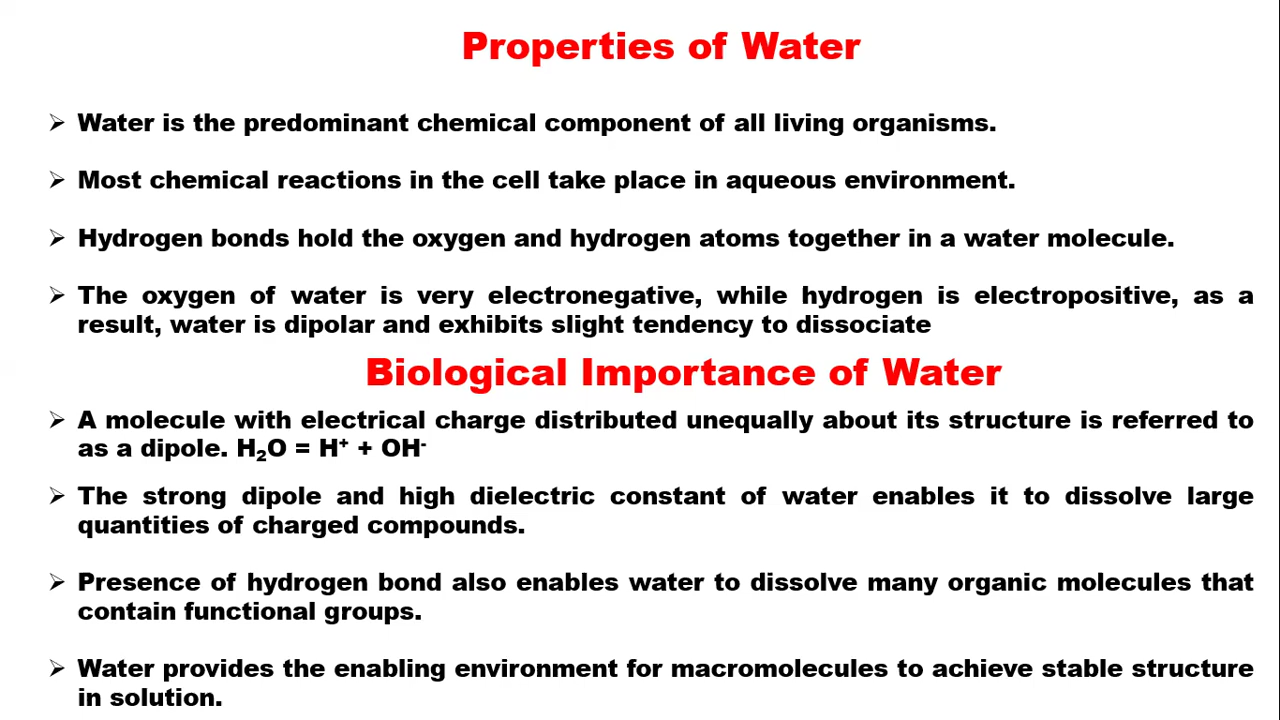 Properties of Water
➢ Water is the predominant chemical component of all living organisms.
➢ Most chemical reactions in the cell take place in aqueous environment.
➢ Hydrogen bonds hold the oxygen and hydrogen atoms together in a water molecule.
➢ The oxygen of water is very electronegative, while hydrogen is electropositive, as a
result, water is dipolar and exhibits slight tendency to dissociate
Biological Importance of Water
➢ A molecule with electrical charge distributed unequally about its structure is referred to
as a dipole. H₂O = H⁺ + OH⁻
➢ The strong dipole and high dielectric constant of water enables it to dissolve large
quantities of charged compounds.
➢ Presence of hydrogen bond also enables water to dissolve many organic molecules that
contain functional groups.
➢ Water provides the enabling environment for macromolecules to achieve stable structure
in solution.